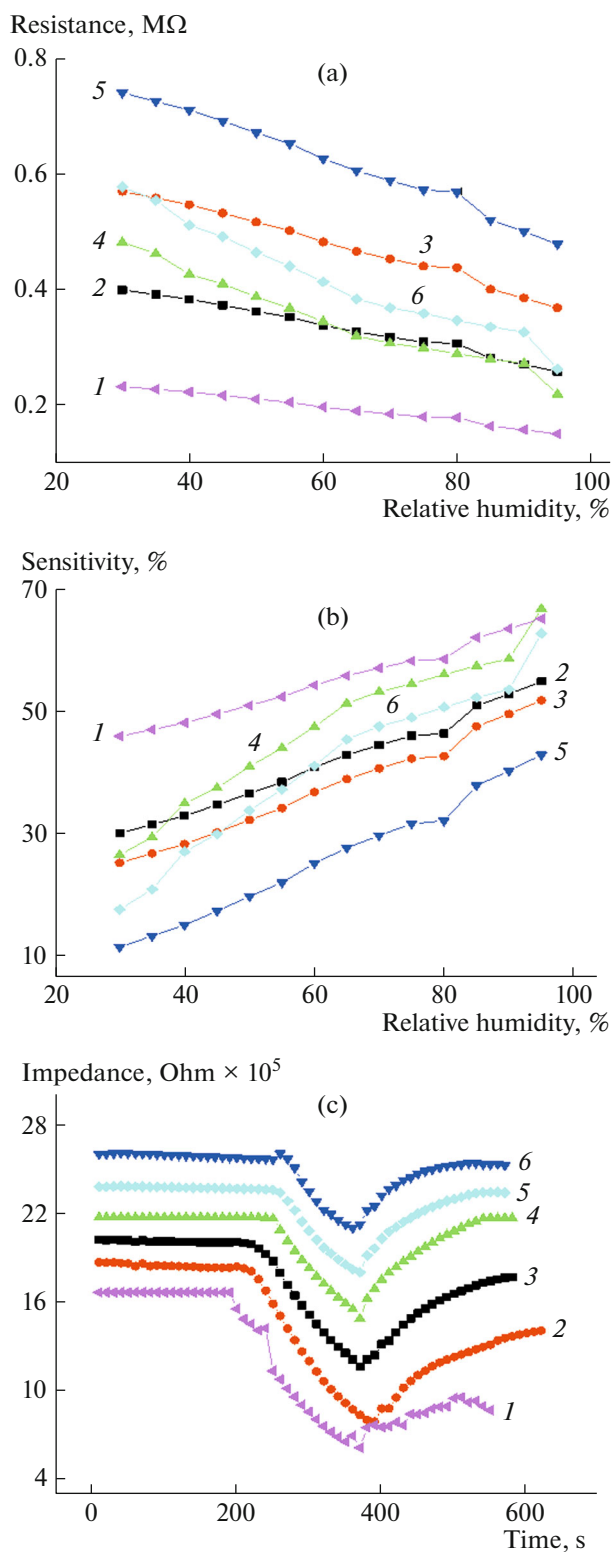 Resistance, MΩ
0.8
(a)
5
0.6
3
4
6
2
0.4
1
0.2
20 40 60 80 100
Relative humidity, %
Sensitivity, %
70
(b)
2
50
6
3
1
4
5
30
10
20 40 60 80 100
Relative humidity, %
Impedance, Ohm × 10⁵
(c)
28
6
5
22
4
3
16
2
10
1
4
0 200 400 600
Time, s